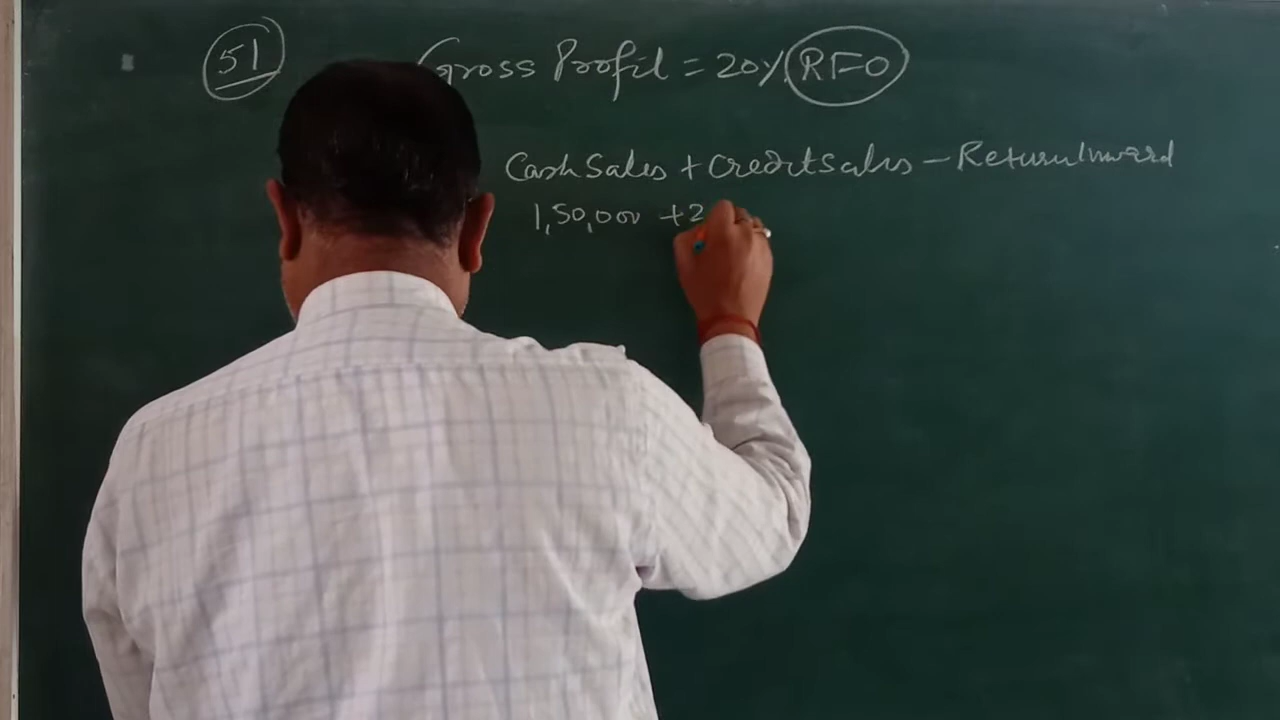 51
Gross Profit = 20% RFO
Cash Sales + Credit Sales - Return Inward
1,50,000 + 2